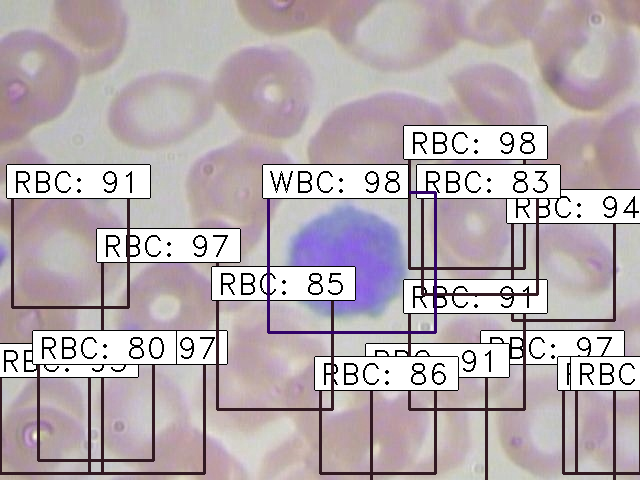 RBC: 98
RBC: 91
WBC: 98
RBC: 83
RBC: 94
RBC: 97
RBC: 85
RBC: 91
RBC: 80
97
RBC: 97
91
RBC: 86
RBC